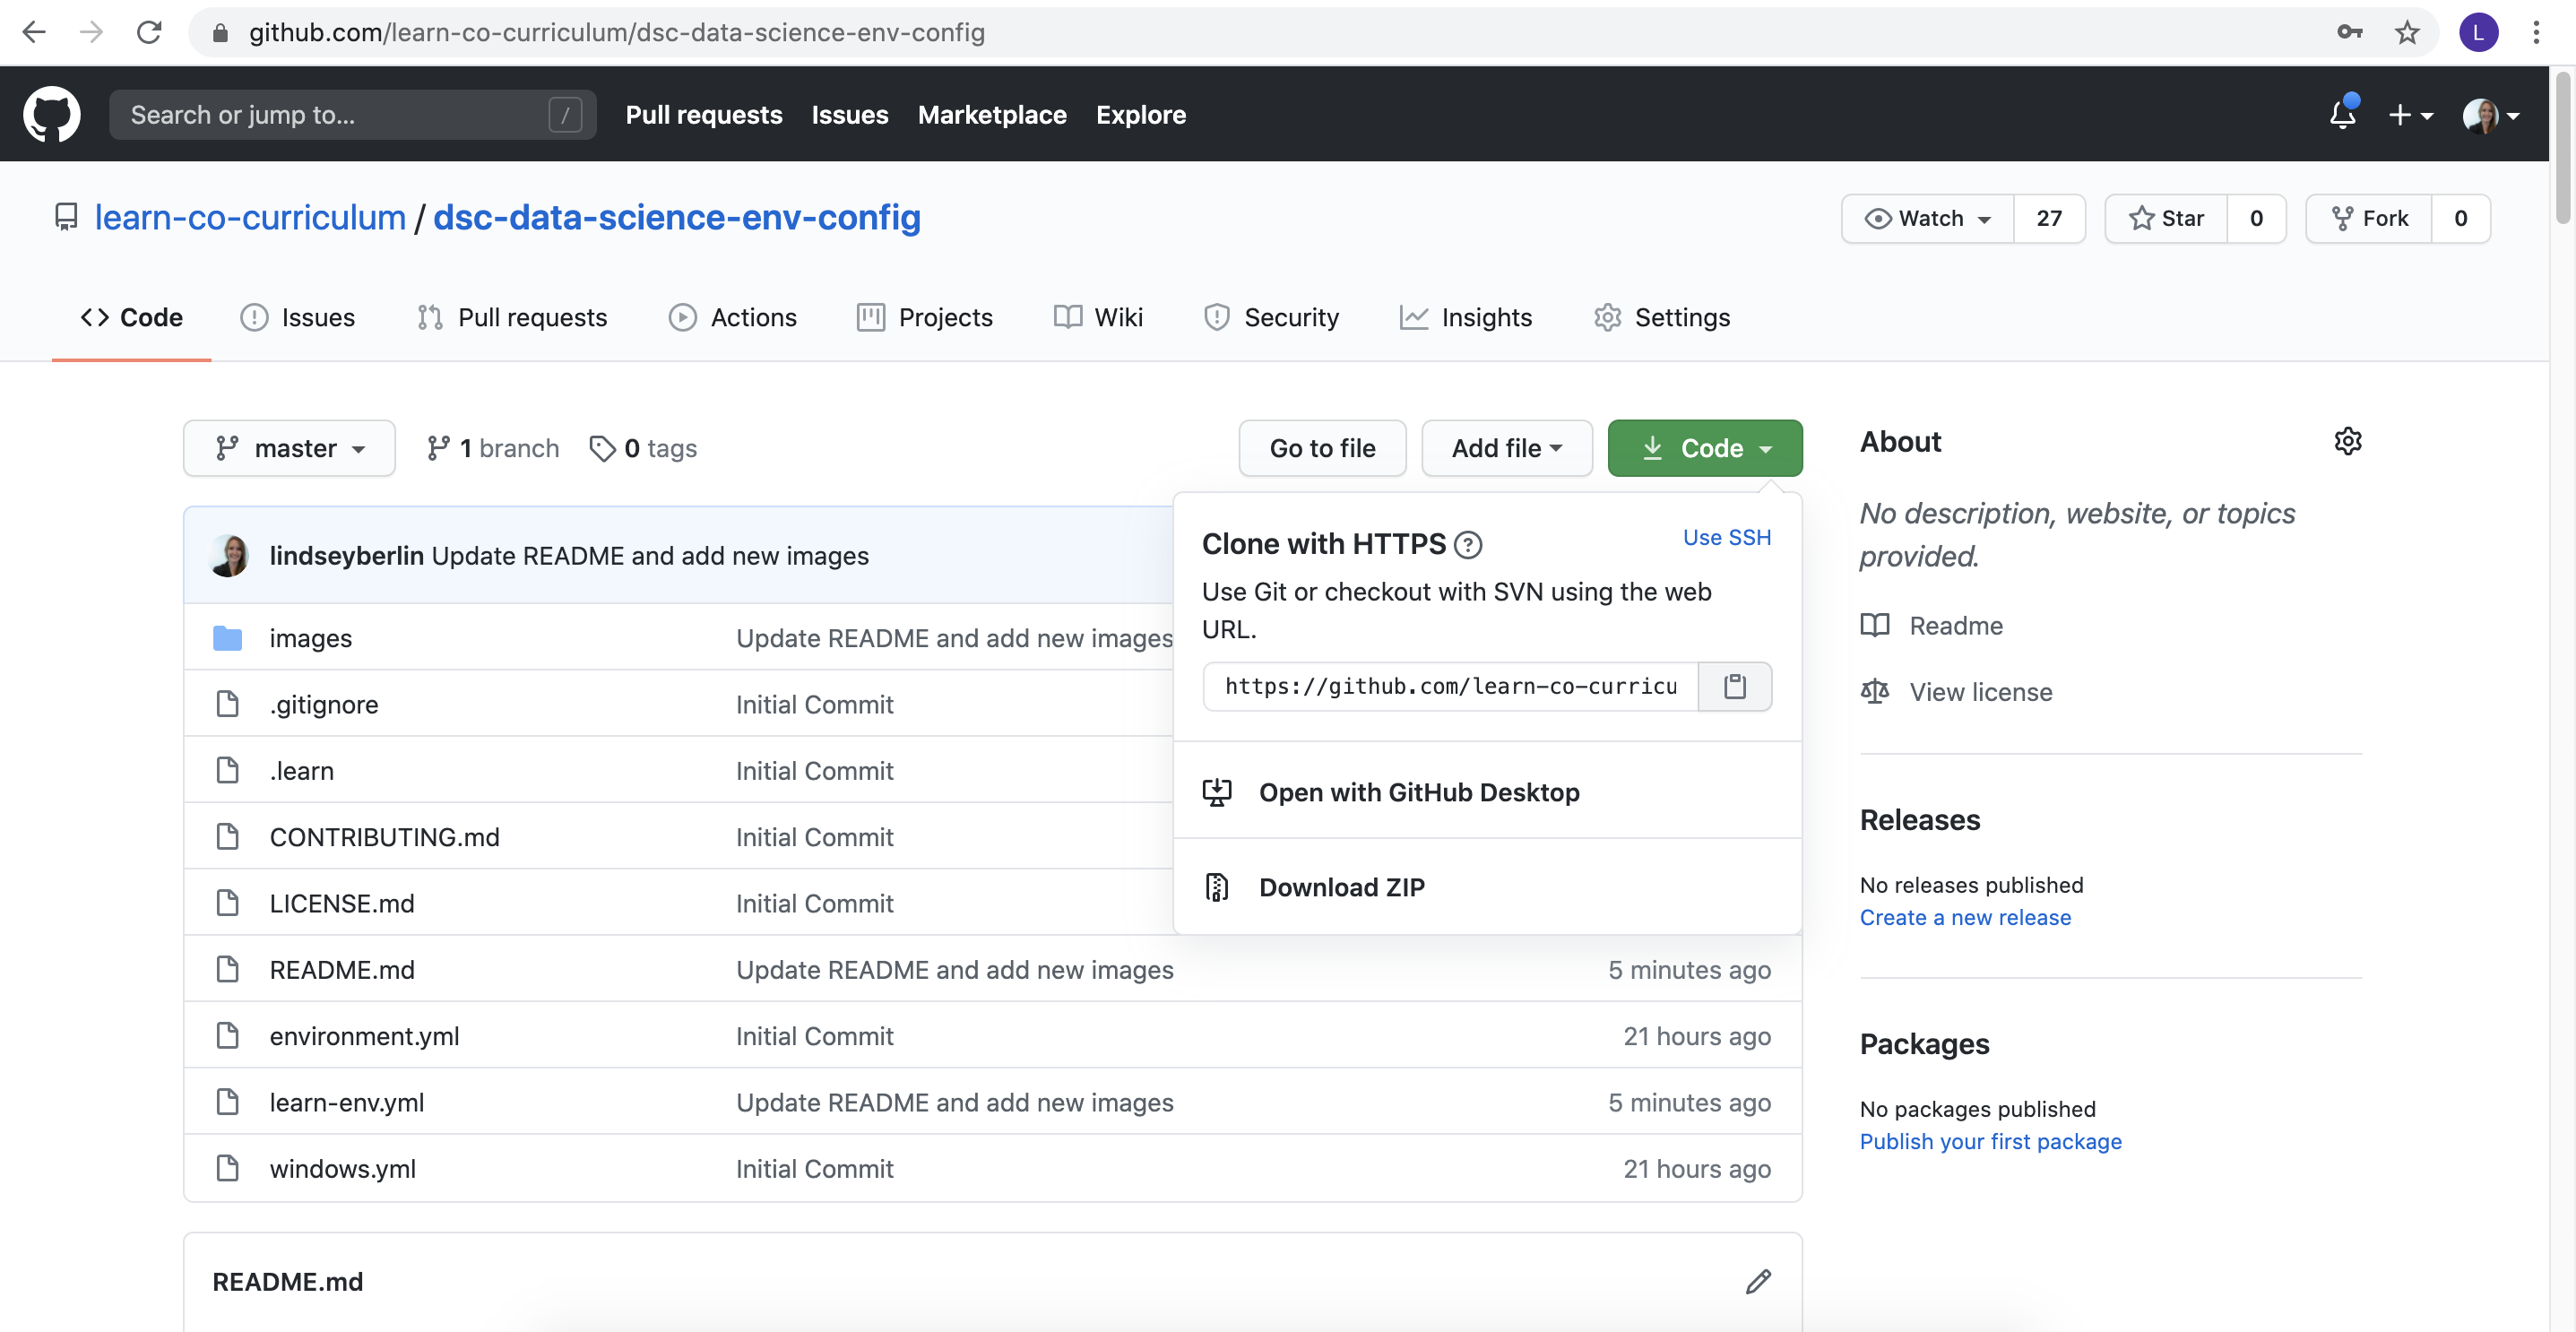 github.com/learn-co-curriculum/dsc-data-science-env-config
L
Search or jump to... /
Pull requests Issues Marketplace Explore
learn-co-curriculum / dsc-data-science-env-config
Watch 27 Star 0 Fork 0
Code Issues Pull requests Actions Projects Wiki Security Insights Settings
master 1 branch 0 tags Go to file Add file Code
lindseyberlin Update README and add new images
images Update README and add new images
.gitignore Initial Commit
.learn Initial Commit
CONTRIBUTING.md Initial Commit
LICENSE.md Initial Commit
README.md Update README and add new images 5 minutes ago
environment.yml Initial Commit 21 hours ago
learn-env.yml Update README and add new images 5 minutes ago
windows.yml Initial Commit 21 hours ago
README.md
Clone with HTTPS ? Use SSH
Use Git or checkout with SVN using the web
URL.
https://github.com/learn-co-curricu
Open with GitHub Desktop
Download ZIP
About
No description, website, or topics
provided.
Readme
View license
Releases
No releases published
Create a new release
Packages
No packages published
Publish your first package